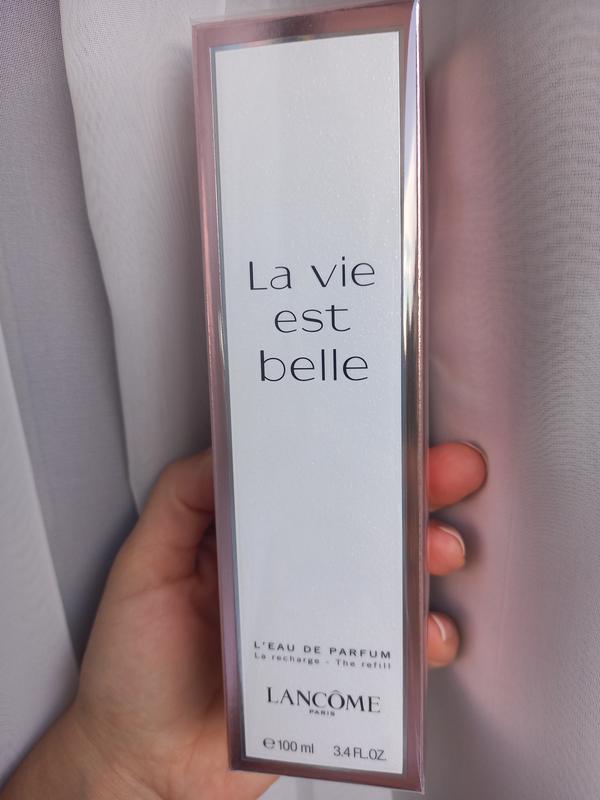 La vie
est
belle
L'EAU DE PARFUM
La recharge - The refill
LANCÔME
PARIS
℮ 100 ml 3.4 FL.OZ.